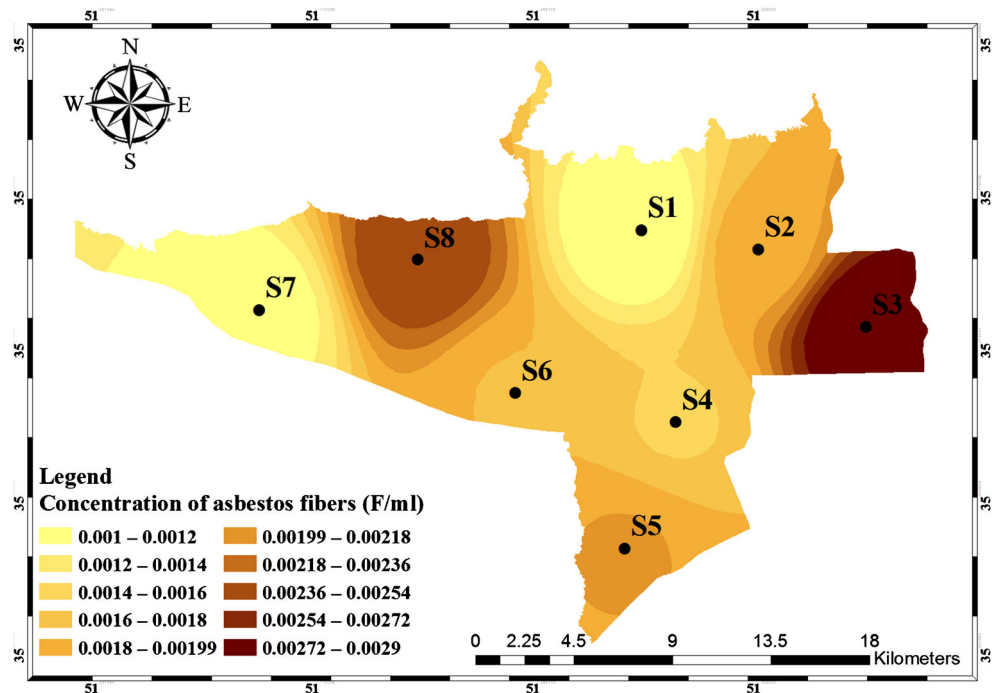 51 51 51 51
35 35
N
W E
S
S1
S2
S8
35 35
S7
S3
35 35
S6
S4
Legend
Concentration of asbestos fibers (F/ml)
35 35
0.001 – 0.0012 0.00199 – 0.00218
S5
0.0012 – 0.0014 0.00218 – 0.00236
0.0014 – 0.0016 0.00236 – 0.00254
0.0016 – 0.0018 0.00254 – 0.00272
0.0018 – 0.00199 0.00272 – 0.0029
0 2.25 4.5 9 13.5 18
Kilometers
35 35
51 51 51 51